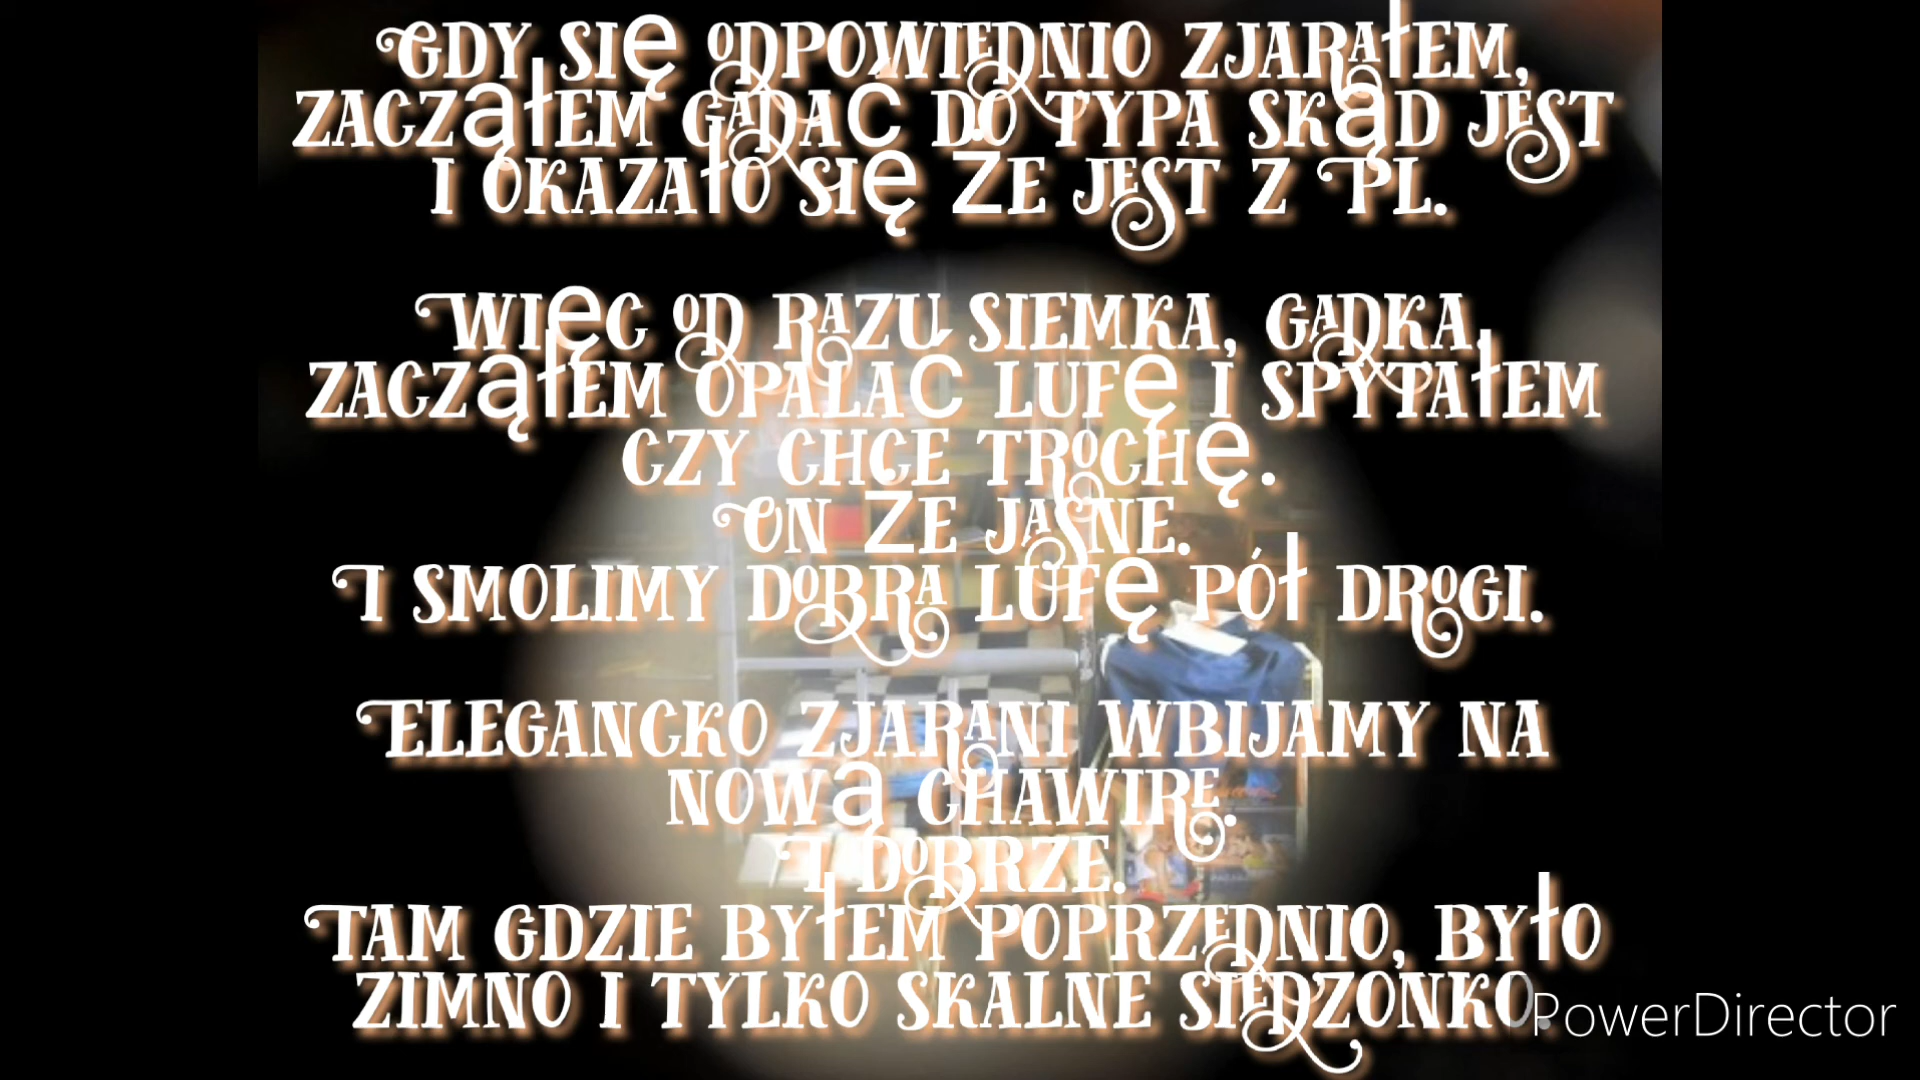 Gdy się odpowiednio zjarałem,
zacząłem gadać do typa skąd jest
i okazało się że jest z PL.
Więc od razu siemka, gadka,
zacząłem opalać lufę i spytałem
czy chce trochę.
On że jasne.
I smolimy dobra lufę pół drogi.
Elegancko zjarani wbijamy na
nową chawirę.
I dobrze.
Tam gdzie byłem poprzednio, było
zimno i tylko skalne siedzonko.
PowerDirector